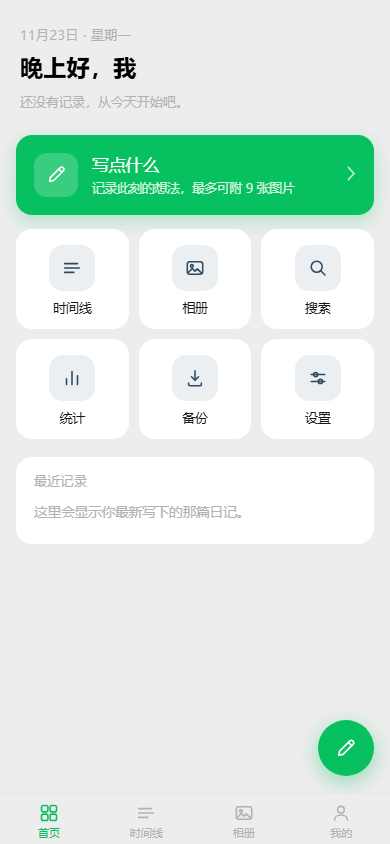 11月23日 · 星期一
晚上好，我
还没有记录，从今天开始吧。
写点什么
记录此刻的想法，最多可附 9 张图片
时间线
相册
搜索
统计
备份
设置
最近记录
这里会显示你最新写下的那篇日记。
首页
时间线
相册
我的